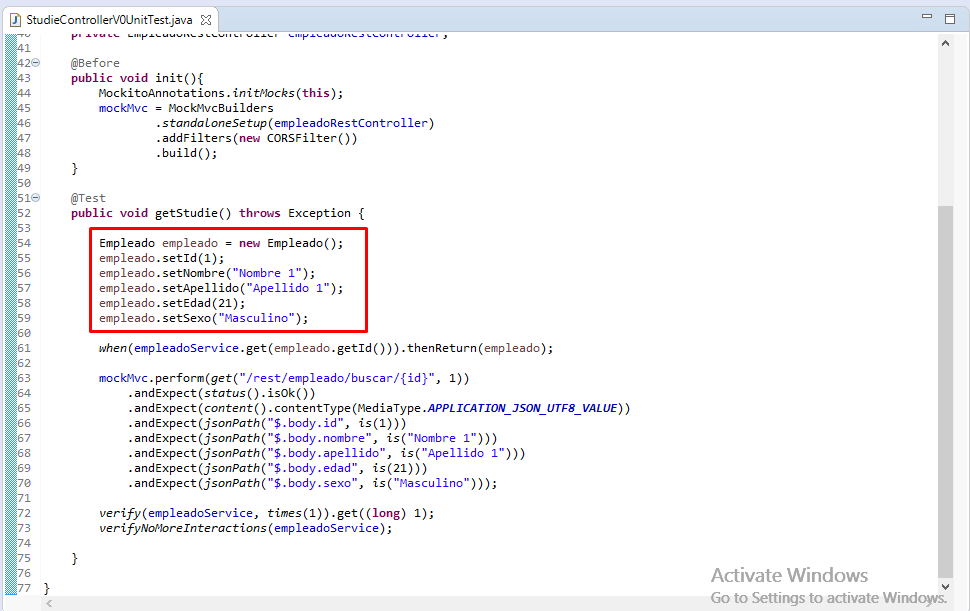 StudieControllerV0UnitTest.java
40 private EmpleadoRestController empleadoRestController;
41
42 @Before
43 public void init(){
44 MockitoAnnotations.initMocks(this);
45 mockMvc = MockMvcBuilders
46 .standaloneSetup(empleadoRestController)
47 .addFilters(new CORSFilter())
48 .build();
49 }
50
51 @Test
52 public void getStudie() throws Exception {
53
54 Empleado empleado = new Empleado();
55 empleado.setId(1);
56 empleado.setNombre("Nombre 1");
57 empleado.setApellido("Apellido 1");
58 empleado.setEdad(21);
59 empleado.setSexo("Masculino");
60
61 when(empleadoService.get(empleado.getId())).thenReturn(empleado);
62
63 mockMvc.perform(get("/rest/empleado/buscar/{id}", 1))
64 .andExpect(status().isOk())
65 .andExpect(content().contentType(MediaType.APPLICATION_JSON_UTF8_VALUE))
66 .andExpect(jsonPath("$.body.id", is(1)))
67 .andExpect(jsonPath("$.body.nombre", is("Nombre 1")))
68 .andExpect(jsonPath("$.body.apellido", is("Apellido 1")))
69 .andExpect(jsonPath("$.body.edad", is(21)))
70 .andExpect(jsonPath("$.body.sexo", is("Masculino")));
71
72 verify(empleadoService, times(1)).get((long) 1);
73 verifyNoMoreInteractions(empleadoService);
74
75 }
76
77 }
Activate Windows
Go to Settings to activate Windows.